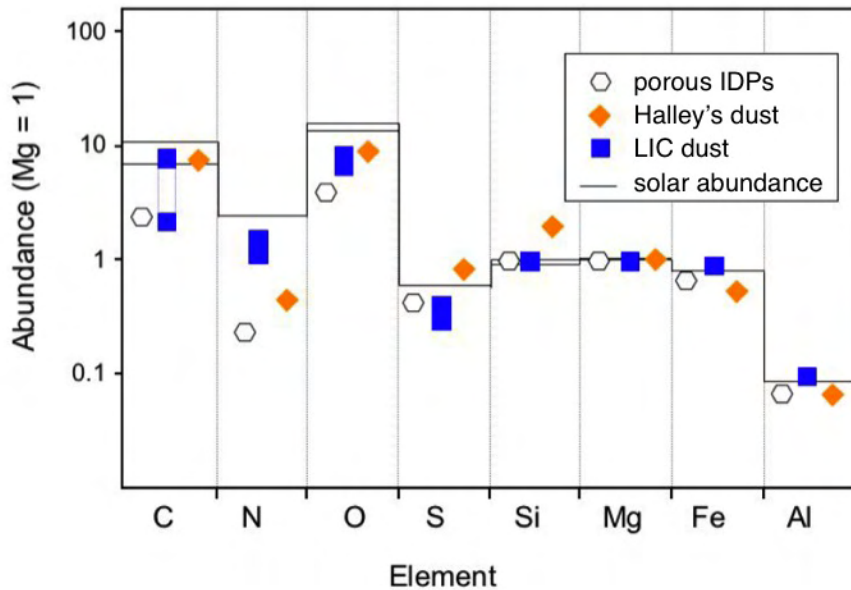 100
10
1
0.1
Abundance (Mg = 1)
porous IDPs
Halley's dust
LIC dust
solar abundance
C N O S Si Mg Fe Al
Element